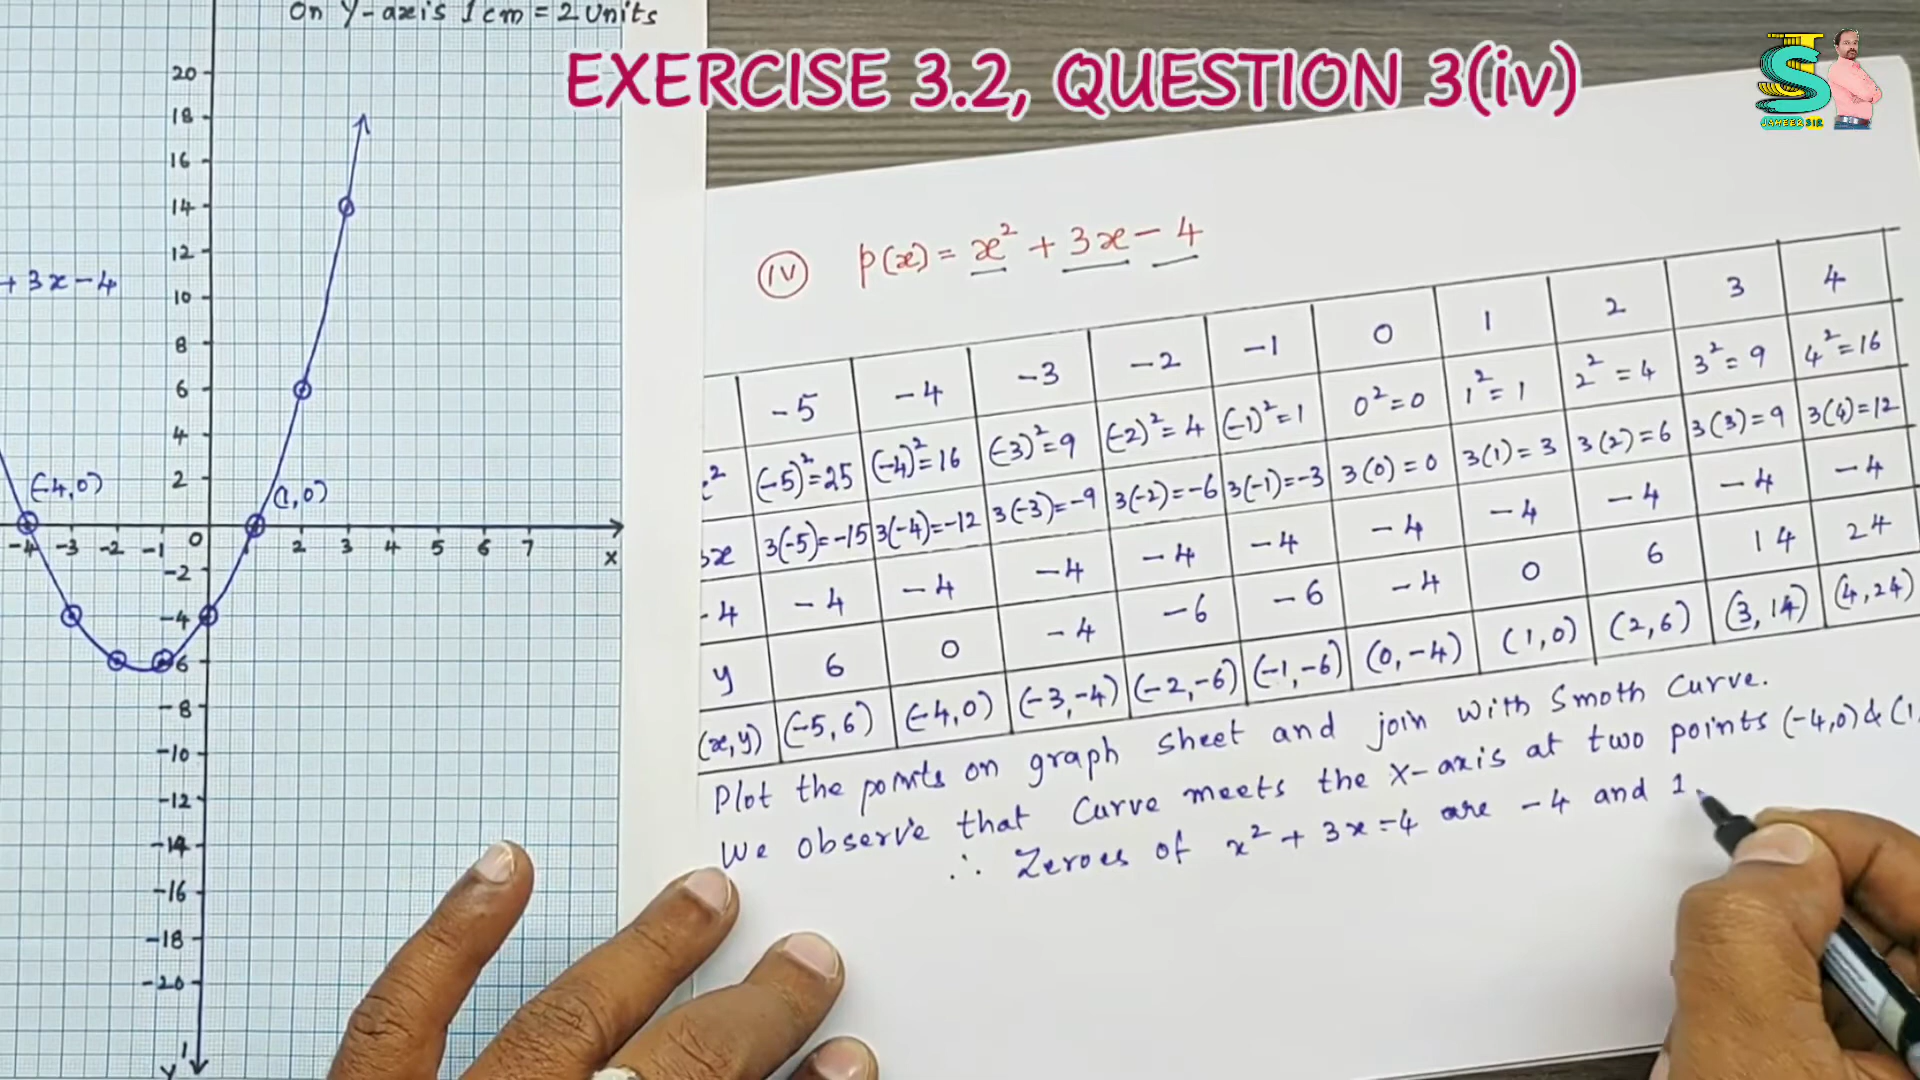 On Y-axis 1cm = 2 Units
EXERCISE 3.2, QUESTION 3(iv)
JAHEER SIR
20
18
16
14
12
10
8
6
4
2
+ 3x - 4
(-4,0)
(1,0)
-4 -3 -2 -1 0 1 2 3 4 5 6 7 x
-2
-4
-6
-8
-10
-12
-14
-16
-18
-20
y'
(iv) p(x) = x² + 3x - 4
-5 -4 -3 -2 -1 0 1 2 3 4
x² (-5)²=25 (-4)²=16 (-3)²=9 (-2)²=4 (-1)²=1 0²=0 1²=1 2²=4 3²=9 4²=16
3x 3(-5)=-15 3(-4)=-12 3(-3)=-9 3(-2)=-6 3(-1)=-3 3(0)=0 3(1)=3 3(2)=6 3(3)=9 3(4)=12
-4 -4 -4 -4 -4 -4 -4 -4 -4 -4 -4
y 6 0 -4 -6 -6 -4 0 6 14 24
(x,y) (-5,6) (-4,0) (-3,-4) (-2,-6) (-1,-6) (0,-4) (1,0) (2,6) (3,14) (4,24)
Plot the points on graph sheet and join with Smoth Curve.
We observe that Curve meets the X-axis at two points (-4,0) & (1,
∴ Zeroes of x² + 3x - 4 are -4 and 1.